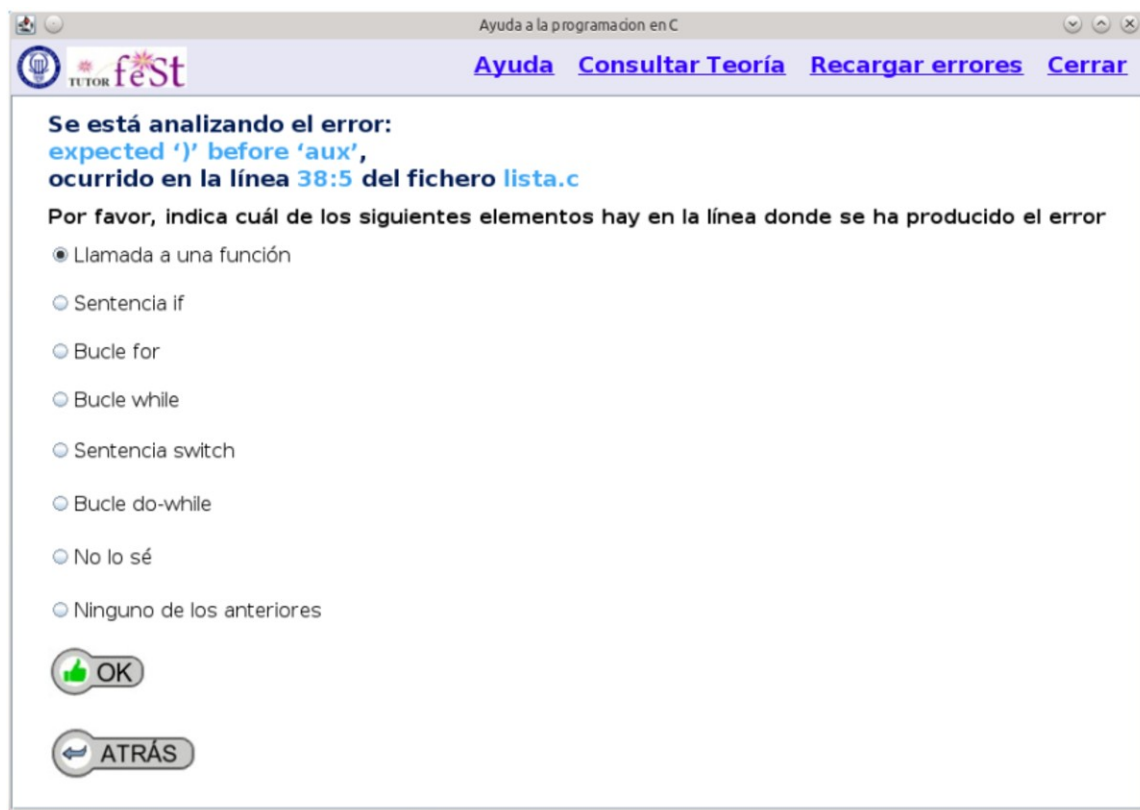 Ayuda a la programacion en C
TUTOR feSt
Ayuda Consultar Teoría Recargar errores Cerrar
Se está analizando el error:
expected ‘)’ before ‘aux’,
ocurrido en la línea 38:5 del fichero lista.c
Por favor, indica cuál de los siguientes elementos hay en la línea donde se ha producido el error
Llamada a una función
Sentencia if
Bucle for
Bucle while
Sentencia switch
Bucle do-while
No lo sé
Ninguno de los anteriores
OK
ATRÁS